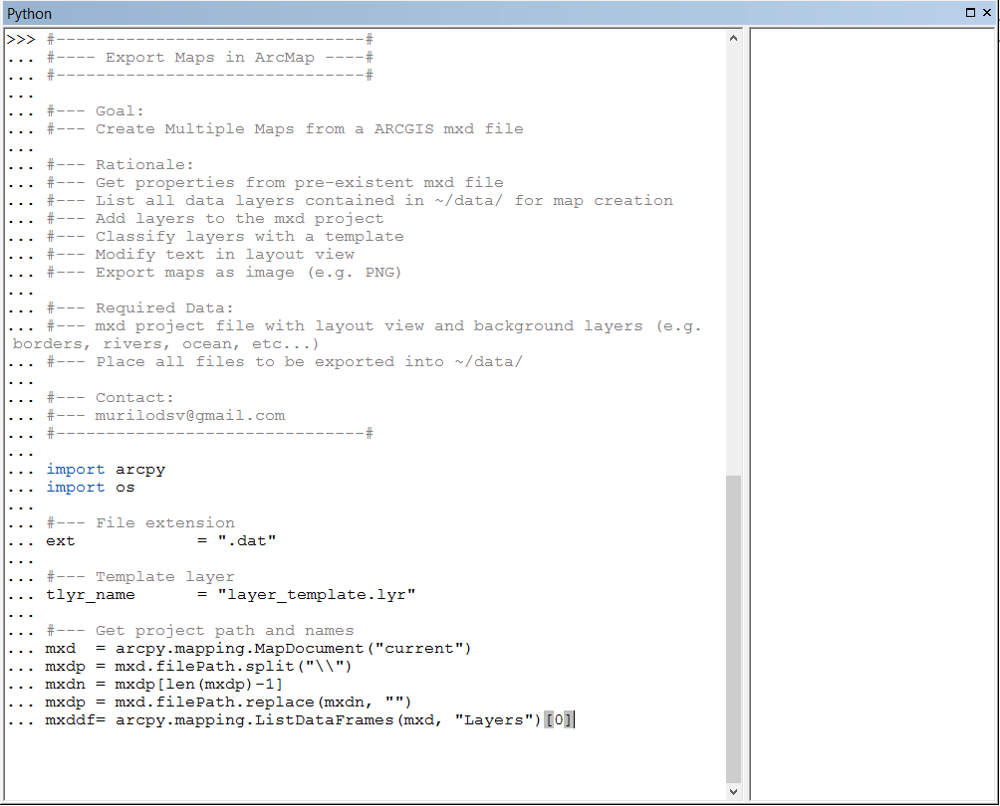 Python
>>> #-------------------------------#
... #---- Export Maps in ArcMap ----#
... #-------------------------------#
...
... #--- Goal:
... #--- Create Multiple Maps from a ARCGIS mxd file
...
... #--- Rationale:
... #--- Get properties from pre-existent mxd file
... #--- List all data layers contained in ~/data/ for map creation
... #--- Add layers to the mxd project
... #--- Classify layers with a template
... #--- Modify text in layout view
... #--- Export maps as image (e.g. PNG)
...
... #--- Required Data:
... #--- mxd project file with layout view and background layers (e.g.
borders, rivers, ocean, etc...)
... #--- Place all files to be exported into ~/data/
...
... #--- Contact:
... #--- murilodsv@gmail.com
... #-------------------------------#
...
... import arcpy
... import os
...
... #--- File extension
... ext            = ".dat"
...
... #--- Template layer
... tlyr_name      = "layer_template.lyr"
...
... #--- Get project path and names
... mxd  = arcpy.mapping.MapDocument("current")
... mxdp = mxd.filePath.split("\\")
... mxdn = mxdp[len(mxdp)-1]
... mxdp = mxd.filePath.replace(mxdn, "")
... mxddf= arcpy.mapping.ListDataFrames(mxd, "Layers")[0]